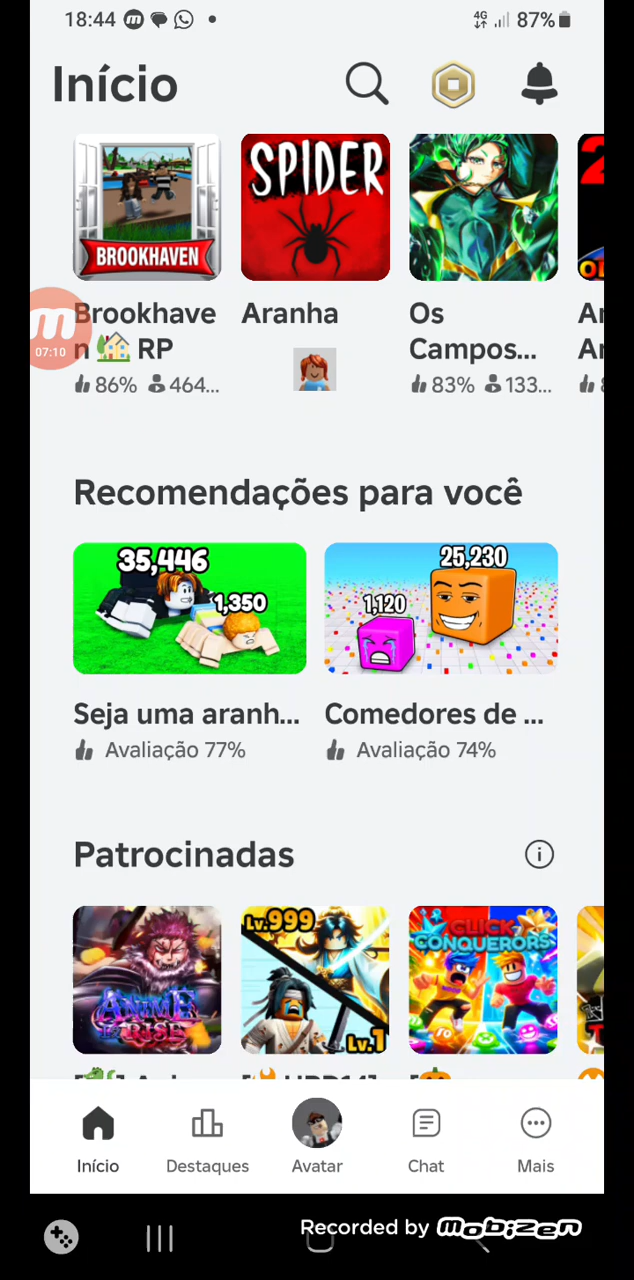 18:44
4G
87%
Início
BROOKHAVEN
SPIDER
m
07:10
Brookhave
n 🏡 RP
86% 464...
Aranha
Os
Campos...
83% 133...
Recomendações para você
35,446
1,350
25,230
1,120
Seja uma aranh...
Comedores de ...
Avaliação 77%
Avaliação 74%
Patrocinadas
ANIME
RISE
Lv.999
Lv.1
CLICK
CONQUERORS
Início
Destaques
Avatar
Chat
Mais
Recorded by mobizen